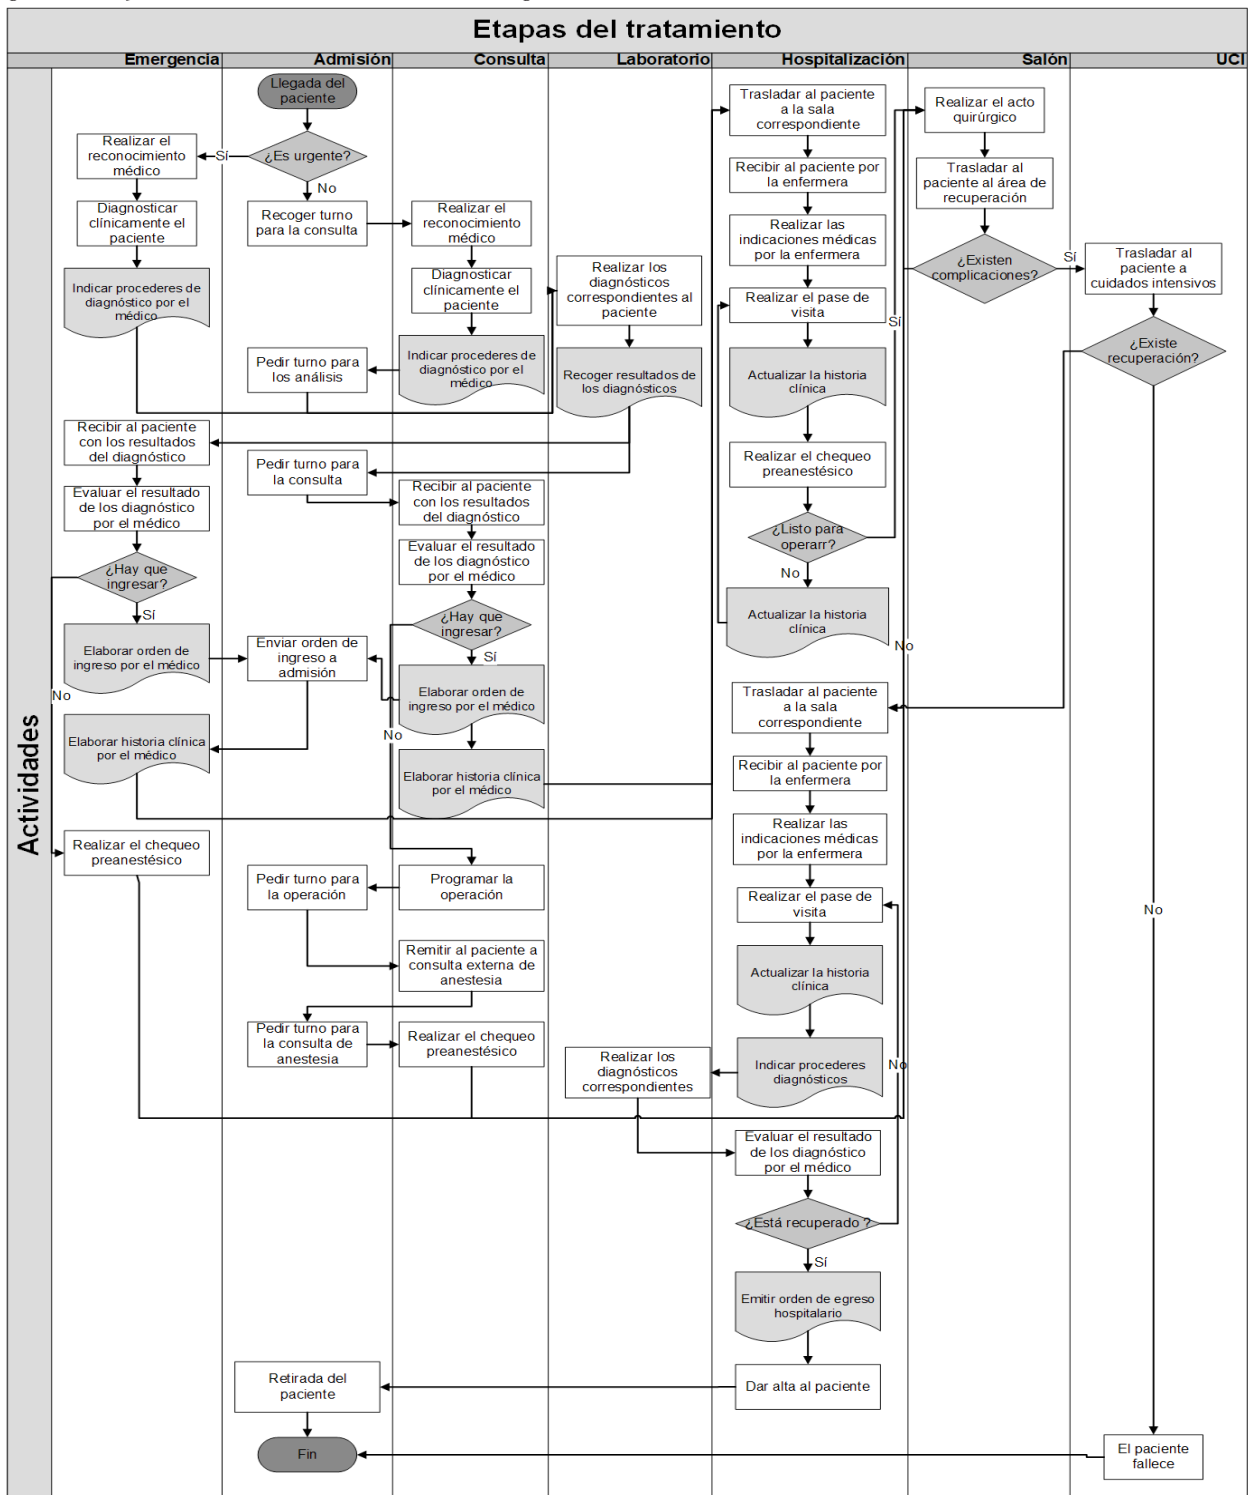 Etapas del tratamiento
Emergencia
Admisión
Consulta
Laboratorio
Hospitalización
Salón
UCI
Actividades
Llegada del
paciente
¿Es urgente?
Sí
No
Realizar el
reconocimiento
médico
Diagnosticar
clínicamente el
paciente
Indicar procederes de
diagnóstico por el
médico
Recoger turno
para la consulta
Realizar el
reconocimiento
médico
Diagnosticar
clínicamente el
paciente
Indicar procederes de
diagnóstico por el
médico
Pedir turno para
los análisis
Realizar los
diagnósticos
correspondientes al
paciente
Recoger resultados de
los diagnósticos
Recibir al paciente
con los resultados
del diagnóstico
Evaluar el resultado
de los diagnóstico
por el médico
¿Hay que
ingresar?
Sí
No
Elaborar orden de
ingreso por el médico
Enviar orden de
ingreso a
admisión
Elaborar historia clínica
por el médico
Realizar el chequeo
preanestésico
Pedir turno para
la consulta
Recibir al paciente
con los resultados
del diagnóstico
Evaluar el resultado
de los diagnóstico
por el médico
¿Hay que
ingresar?
Sí
No
Elaborar orden de
ingreso por el médico
Elaborar historia clínica
por el médico
Programar la
operación
Pedir turno para
la operación
Remitir al paciente a
consulta externa de
anestesia
Pedir turno para
la consulta de
anestesia
Realizar el chequeo
preanestésico
Trasladar al paciente
a la sala
correspondiente
Recibir al paciente por
la enfermera
Realizar las
indicaciones médicas
por la enfermera
Realizar el pase de
visita
Actualizar la historia
clínica
Realizar el chequeo
preanestésico
¿Listo para
operarr?
Sí
No
Actualizar la historia
clínica
Realizar el acto
quirúrgico
Trasladar al
paciente al área de
recuperación
¿Existen
complicaciones?
Sí
No
Trasladar al
paciente a
cuidados intensivos
¿Existe
recuperación?
No
Trasladar al paciente
a la sala
correspondiente
Recibir al paciente por
la enfermera
Realizar las
indicaciones médicas
por la enfermera
Realizar el pase de
visita
Actualizar la historia
clínica
Indicar procederes
diagnósticos
Realizar los
diagnósticos
correspondientes
Evaluar el resultado
de los diagnóstico
por el médico
¿Está recuperado ?
No
Sí
Emitir orden de egreso
hospitalario
Dar alta al paciente
Retirada del
paciente
Fin
El paciente
fallece